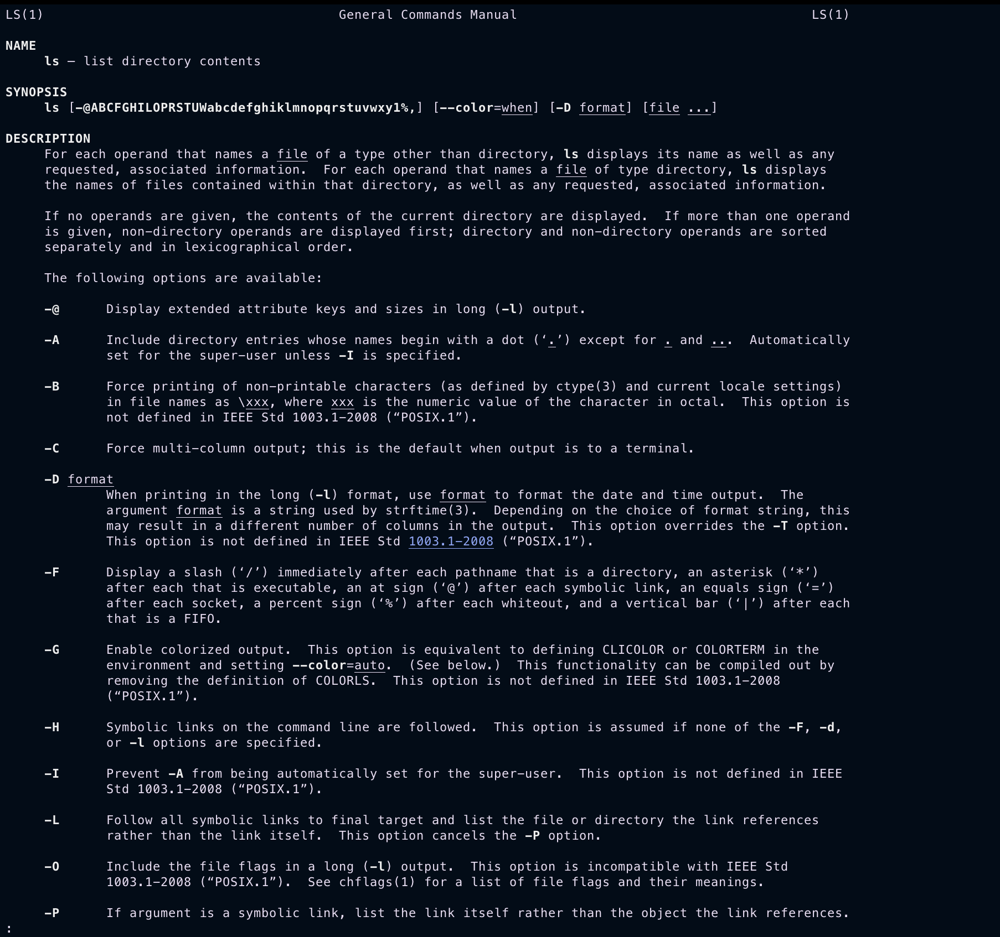 LS(1)                                      General Commands Manual                                      LS(1)
NAME
ls – list directory contents
SYNOPSIS
ls [-@ABCFGHILOPRSTUWabcdefghiklmnopqrstuvwxy1%,] [--color=when] [-D format] [file ...]
DESCRIPTION
For each operand that names a file of a type other than directory, ls displays its name as well as any
requested, associated information.  For each operand that names a file of type directory, ls displays
the names of files contained within that directory, as well as any requested, associated information.
If no operands are given, the contents of the current directory are displayed.  If more than one operand
is given, non-directory operands are displayed first; directory and non-directory operands are sorted
separately and in lexicographical order.
The following options are available:
-@      Display extended attribute keys and sizes in long (-l) output.
-A      Include directory entries whose names begin with a dot (‘.’) except for . and ...  Automatically
set for the super-user unless -I is specified.
-B      Force printing of non-printable characters (as defined by ctype(3) and current locale settings)
in file names as \xxx, where xxx is the numeric value of the character in octal.  This option is
not defined in IEEE Std 1003.1-2008 (“POSIX.1”).
-C      Force multi-column output; this is the default when output is to a terminal.
-D format
When printing in the long (-l) format, use format to format the date and time output.  The
argument format is a string used by strftime(3).  Depending on the choice of format string, this
may result in a different number of columns in the output.  This option overrides the -T option.
This option is not defined in IEEE Std 1003.1-2008 (“POSIX.1”).
-F      Display a slash (‘/’) immediately after each pathname that is a directory, an asterisk (‘*’)
after each that is executable, an at sign (‘@’) after each symbolic link, an equals sign (‘=’)
after each socket, a percent sign (‘%’) after each whiteout, and a vertical bar (‘|’) after each
that is a FIFO.
-G      Enable colorized output.  This option is equivalent to defining CLICOLOR or COLORTERM in the
environment and setting --color=auto.  (See below.)  This functionality can be compiled out by
removing the definition of COLORLS.  This option is not defined in IEEE Std 1003.1-2008
(“POSIX.1”).
-H      Symbolic links on the command line are followed.  This option is assumed if none of the -F, -d,
or -l options are specified.
-I      Prevent -A from being automatically set for the super-user.  This option is not defined in IEEE
Std 1003.1-2008 (“POSIX.1”).
-L      Follow all symbolic links to final target and list the file or directory the link references
rather than the link itself.  This option cancels the -P option.
-O      Include the file flags in a long (-l) output.  This option is incompatible with IEEE Std
1003.1-2008 (“POSIX.1”).  See chflags(1) for a list of file flags and their meanings.
-P      If argument is a symbolic link, list the link itself rather than the object the link references.
: